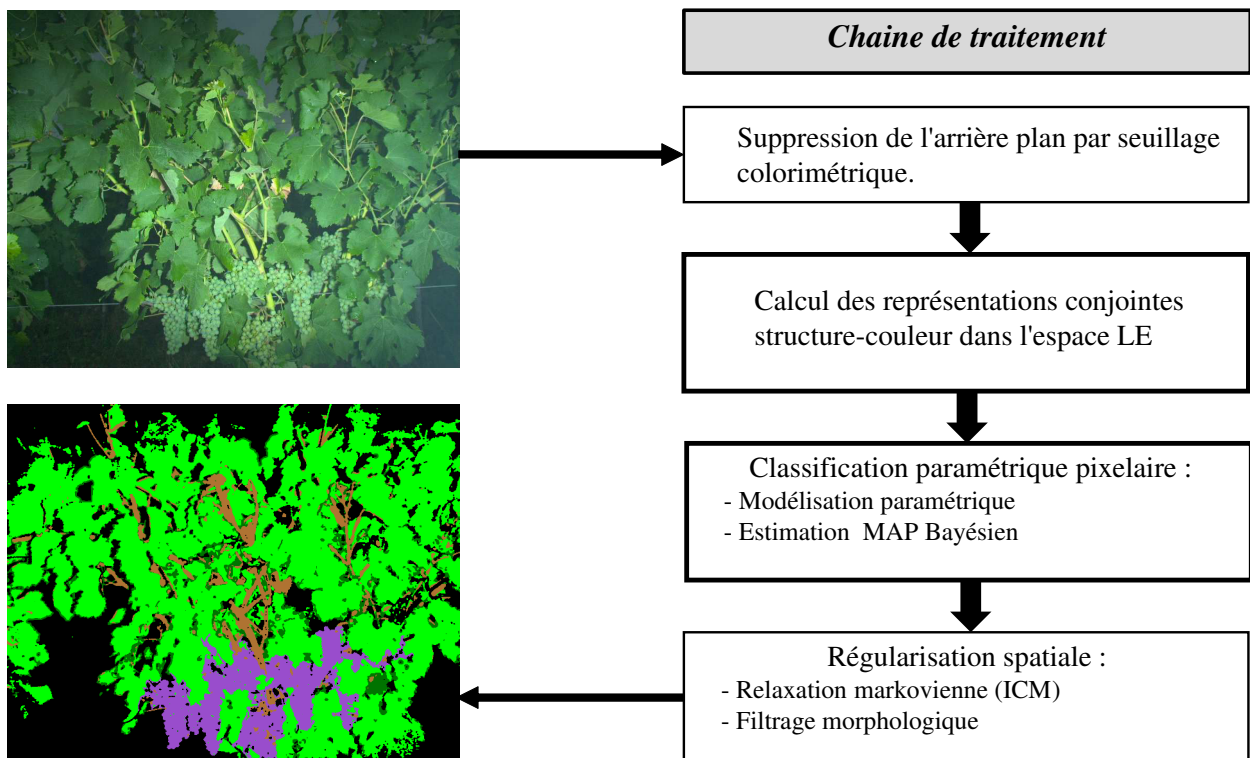 Chaine de traitement
Suppression de l'arrière plan par seuillage
colorimétrique.
Calcul des représentations conjointes
structure-couleur dans l'espace LE
Classification paramétrique pixelaire :
- Modélisation paramétrique
- Estimation MAP Bayésien
Régularisation spatiale :
- Relaxation markovienne (ICM)
- Filtrage morphologique